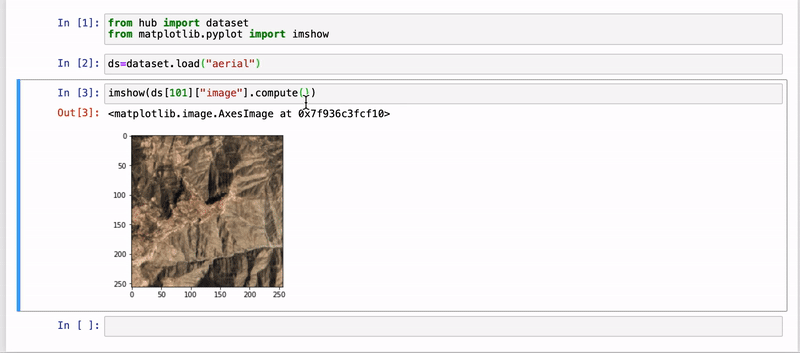 In [1]: from hub import dataset
from matplotlib.pyplot import imshow
In [2]: ds=dataset.load("aerial")
In [3]: imshow(ds[101]["image"].compute())
Out[3]: <matplotlib.image.AxesImage at 0x7f936c3fcf10>
0
50
100
150
200
250
0 50 100 150 200 250
In [ ]: